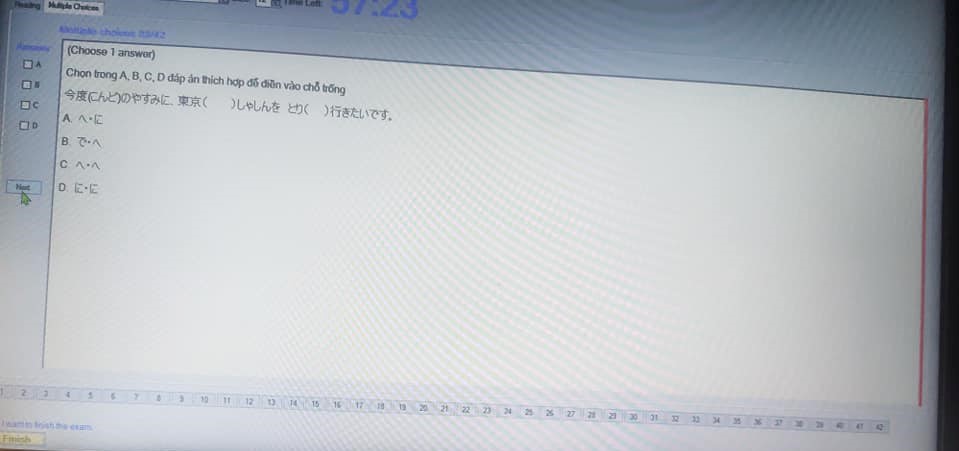 Reading Multiple Choices
Time Left: 57:23
Multiple choices 23/42
Answer
A
B
C
D
Next
(Choose 1 answer)
Chọn trong A, B, C, D đáp án thích hợp để điền vào chỗ trống
今度(こんど)のやすみに、東京( )しゃしんを とり( )行きたいです。
A. へ・に
B. で・へ
C. へ・へ
D. に・に
1 2 3 4 5 6 7 8 9 10 11 12 13 14 15 16 17 18 19 20 21 22 23 24 25 26 27 28 29 30 31 32 33 34 35 36 37 38 39 40 41 42
I want to finish the exam.
Finish